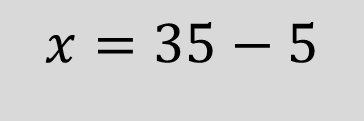 x = 35 − 5